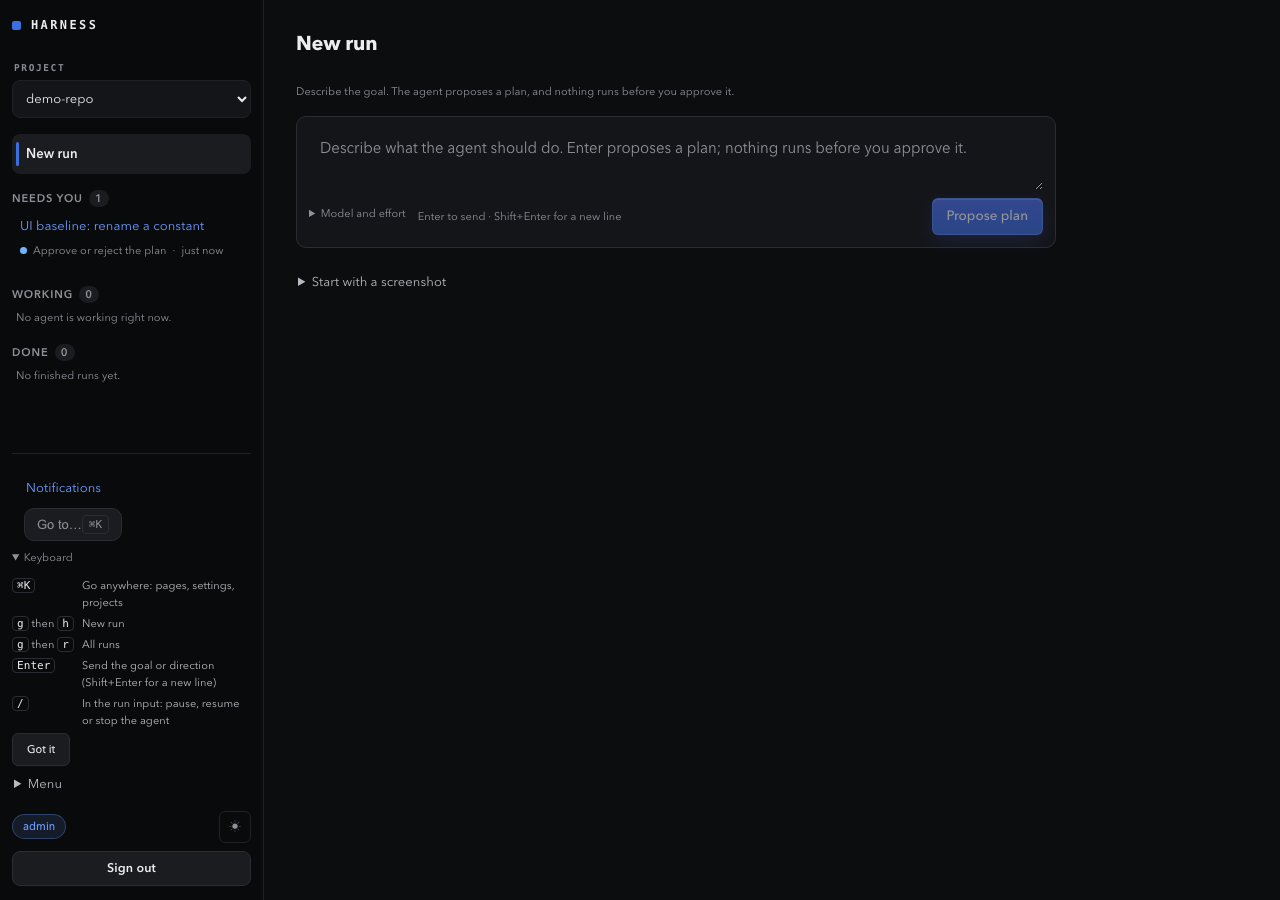 HARNESS
PROJECT
demo-repo
New run
NEEDS YOU 1
UI baseline: rename a constant
Approve or reject the plan · just now
WORKING 0
No agent is working right now.
DONE 0
No finished runs yet.
Notifications
Go to… ⌘K
Keyboard
⌘K Go anywhere: pages, settings,
projects
g then h New run
g then r All runs
Enter Send the goal or direction
(Shift+Enter for a new line)
/ In the run input: pause, resume
or stop the agent
Got it
Menu
admin
Sign out
New run
Describe the goal. The agent proposes a plan, and nothing runs before you approve it.
Describe what the agent should do. Enter proposes a plan; nothing runs before you approve it.
Model and effort Enter to send · Shift+Enter for a new line Propose plan
Start with a screenshot